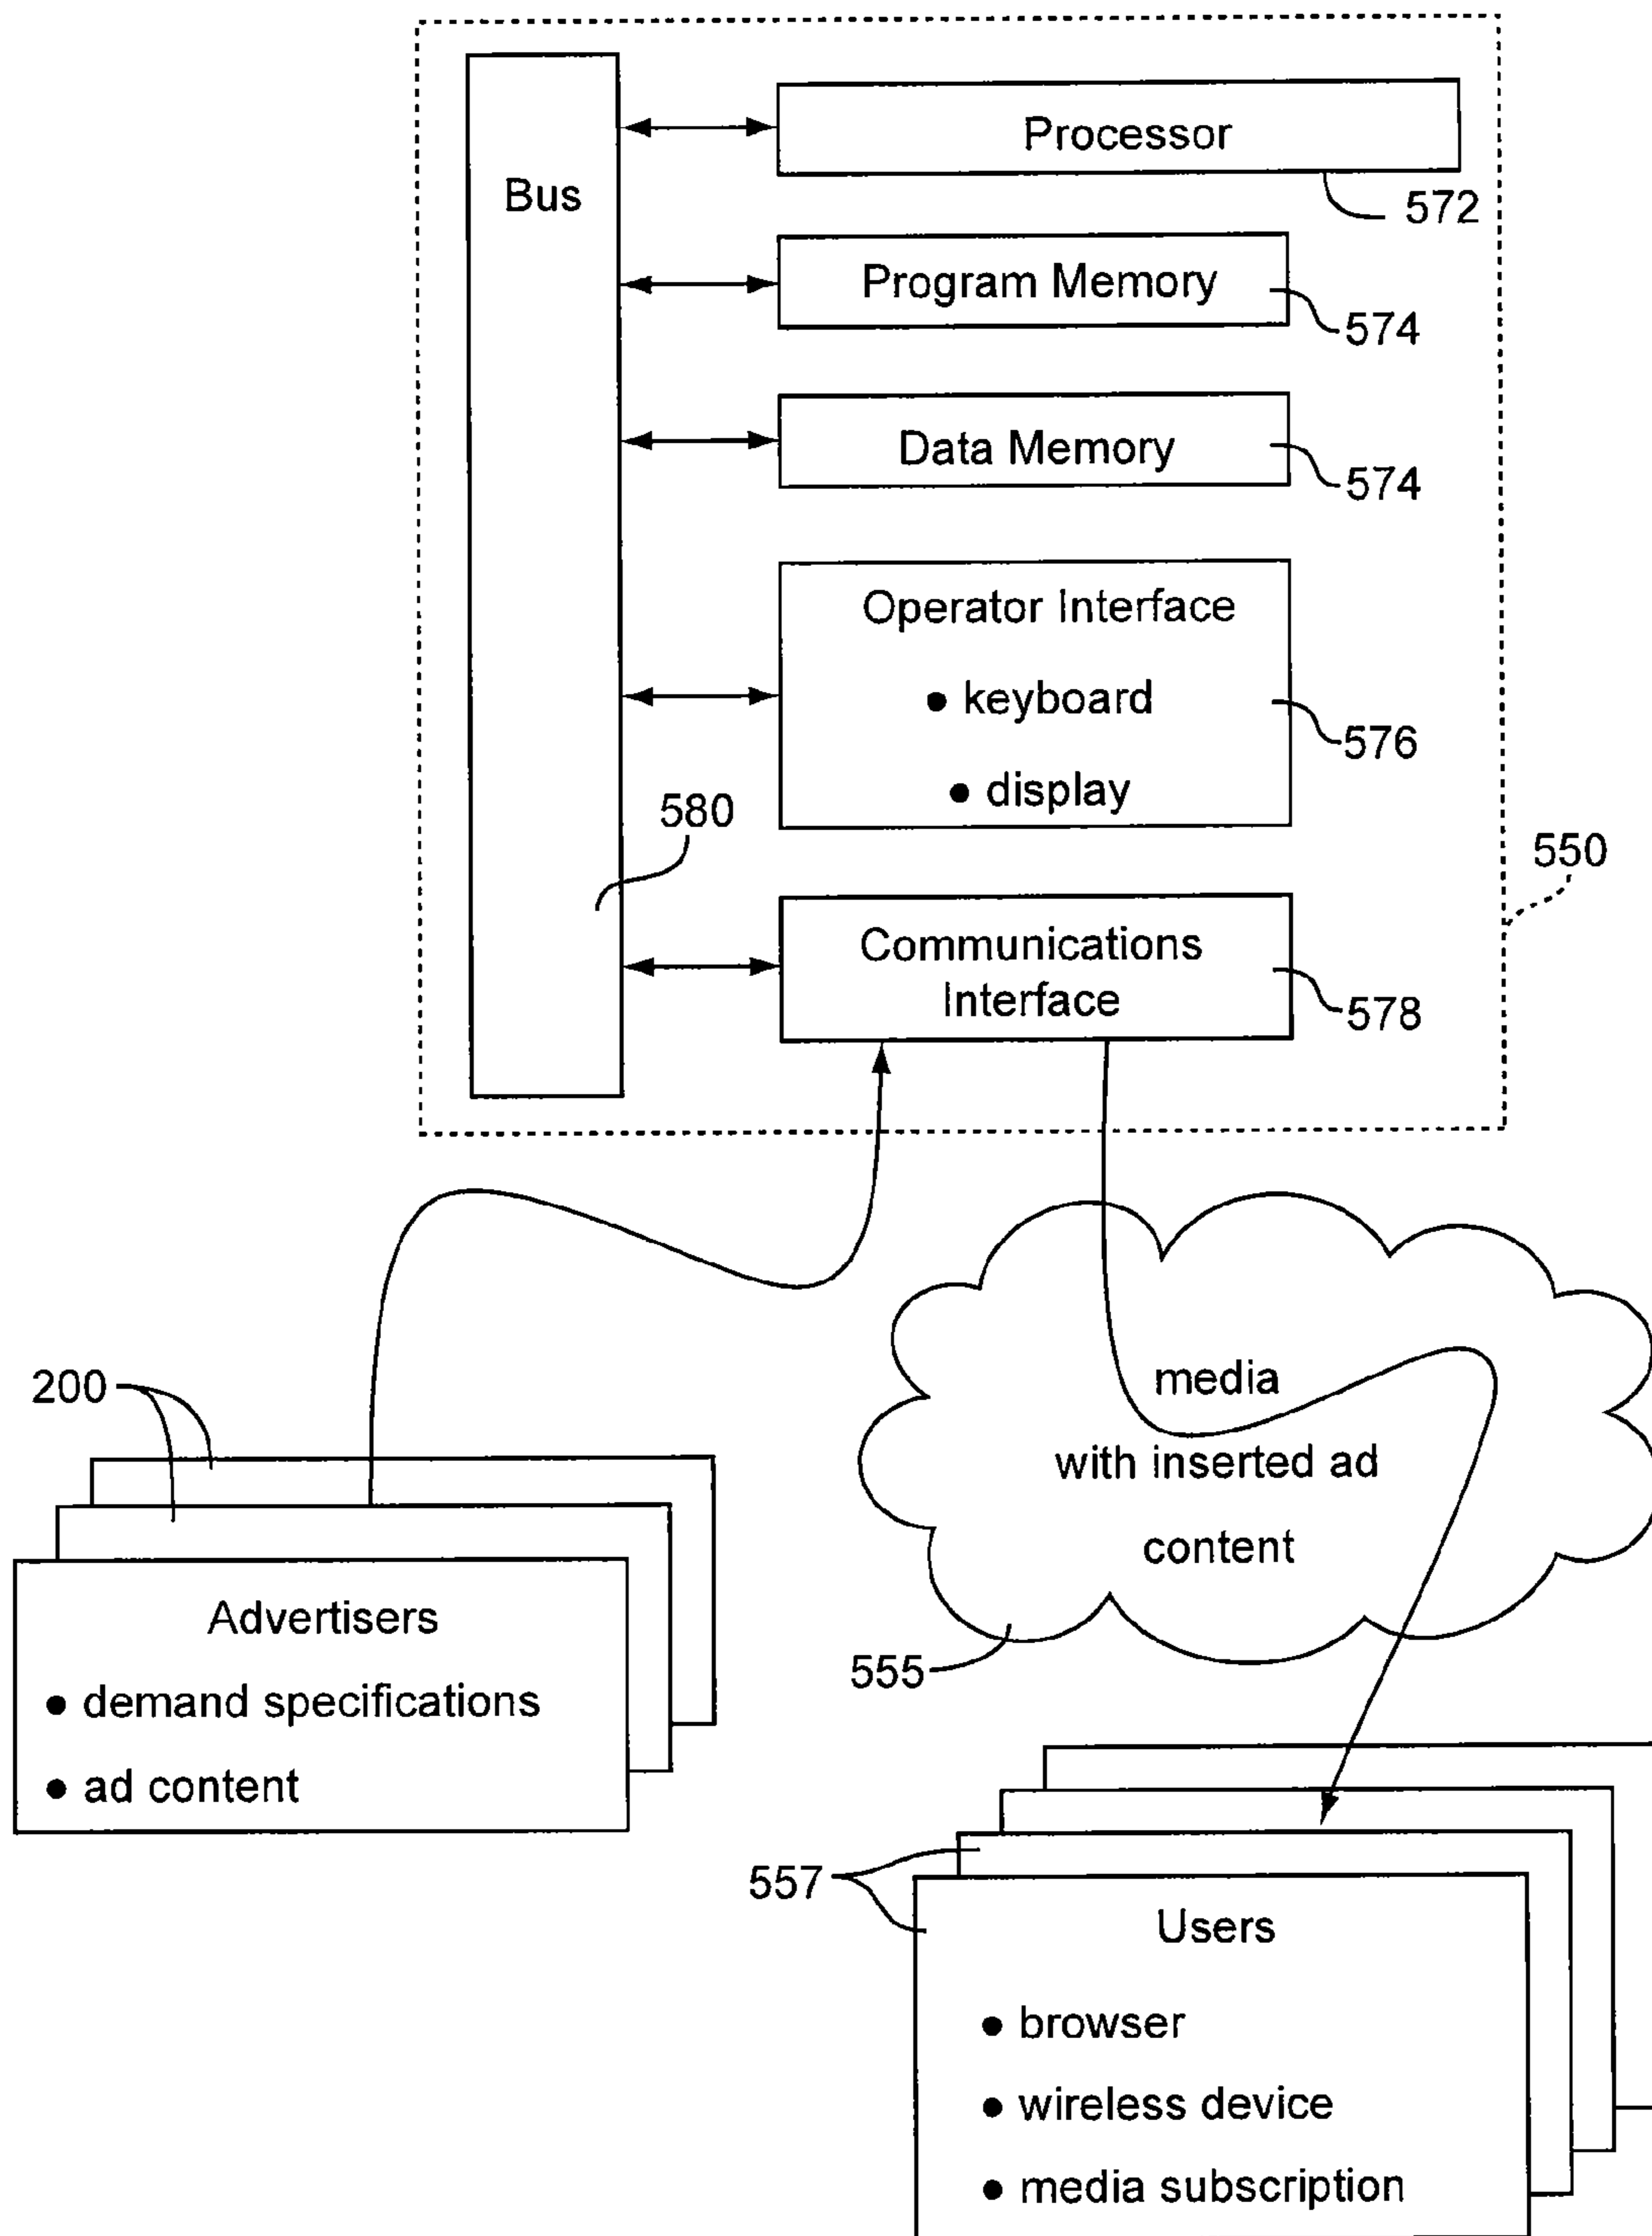 Bus
Processor
572
Program Memory
574
Data Memory
574
Operator Interface
• keyboard
• display
576
580
550
Communications
Interface
578
200
media
with inserted ad
content
555
Advertisers
• demand specifications
• ad content
557
Users
• browser
• wireless device
• media subscription